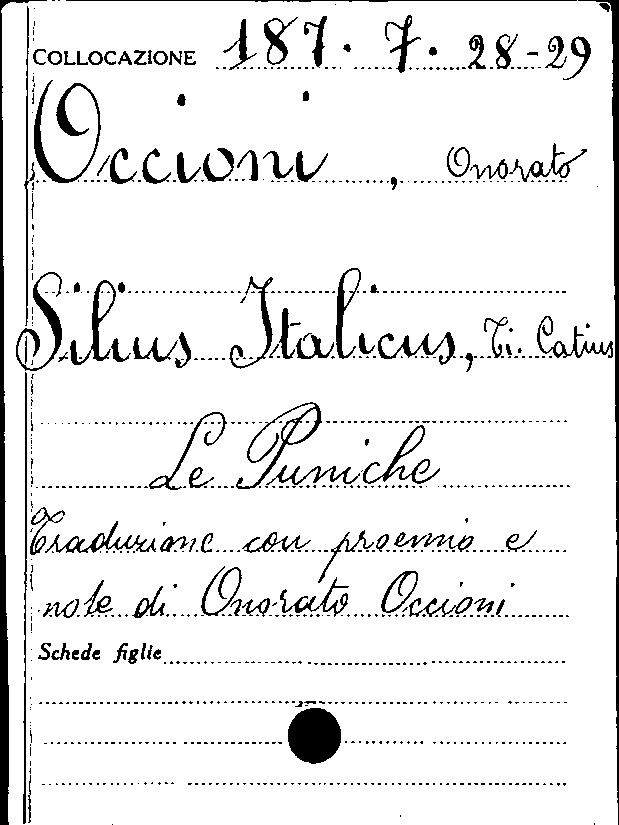 COLLOCAZIONE 187. 7. 28-29
Occioni, Onorato
Silius Italicus, Ti. Catius
Le Puniche
Traduzione con proemio e
note di Onorato Occioni
Schede figlie